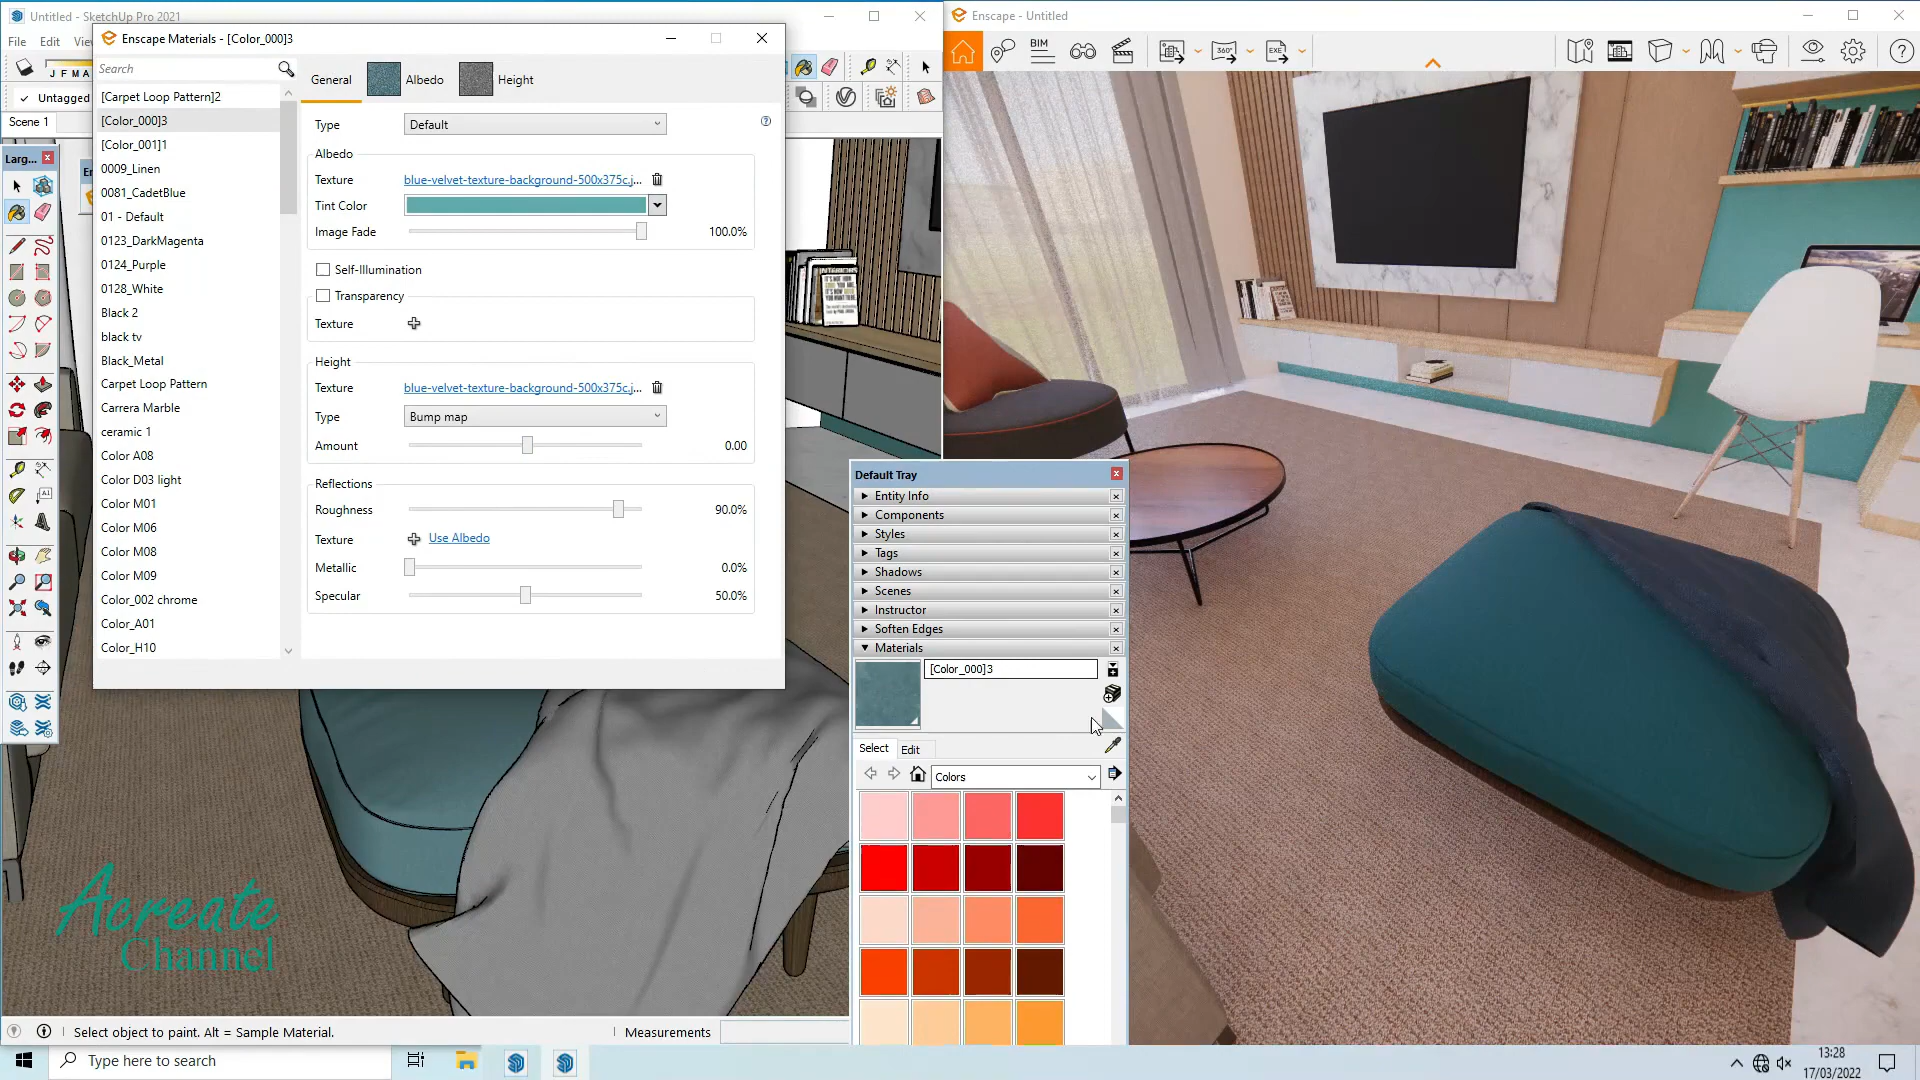 Untitled - SketchUp Pro 2021
File Edit Vie
J F M A
Untagged
Scene 1
Larg...
Enscape Materials - [Color_000]3
Search
[Carpet Loop Pattern]2
[Color_000]3
[Color_001]1
0009_Linen
0081_CadetBlue
01 - Default
0123_DarkMagenta
0124_Purple
0128_White
Black 2
black tv
Black_Metal
Carpet Loop Pattern
Carrera Marble
ceramic 1
Color A08
Color D03 light
Color M01
Color M06
Color M08
Color M09
Color_002 chrome
Color_A01
Color_H10
General Albedo Height
Type Default
Albedo
Texture blue-velvet-texture-background-500x375c.j...
Tint Color
Image Fade 100.0%
Self-Illumination
Transparency
Texture
Height
Texture blue-velvet-texture-background-500x375c.j...
Type Bump map
Amount 0.00
Reflections
Roughness 90.0%
Texture Use Albedo
Metallic 0.0%
Specular 50.0%
Default Tray
Entity Info
Components
Styles
Tags
Shadows
Scenes
Instructor
Soften Edges
Materials
[Color_000]3
Select Edit
Colors
Enscape - Untitled
BIM
360°
EXE
Acreate
Channel
Select object to paint. Alt = Sample Material.
Measurements
Type here to search
13:28
17/03/2022